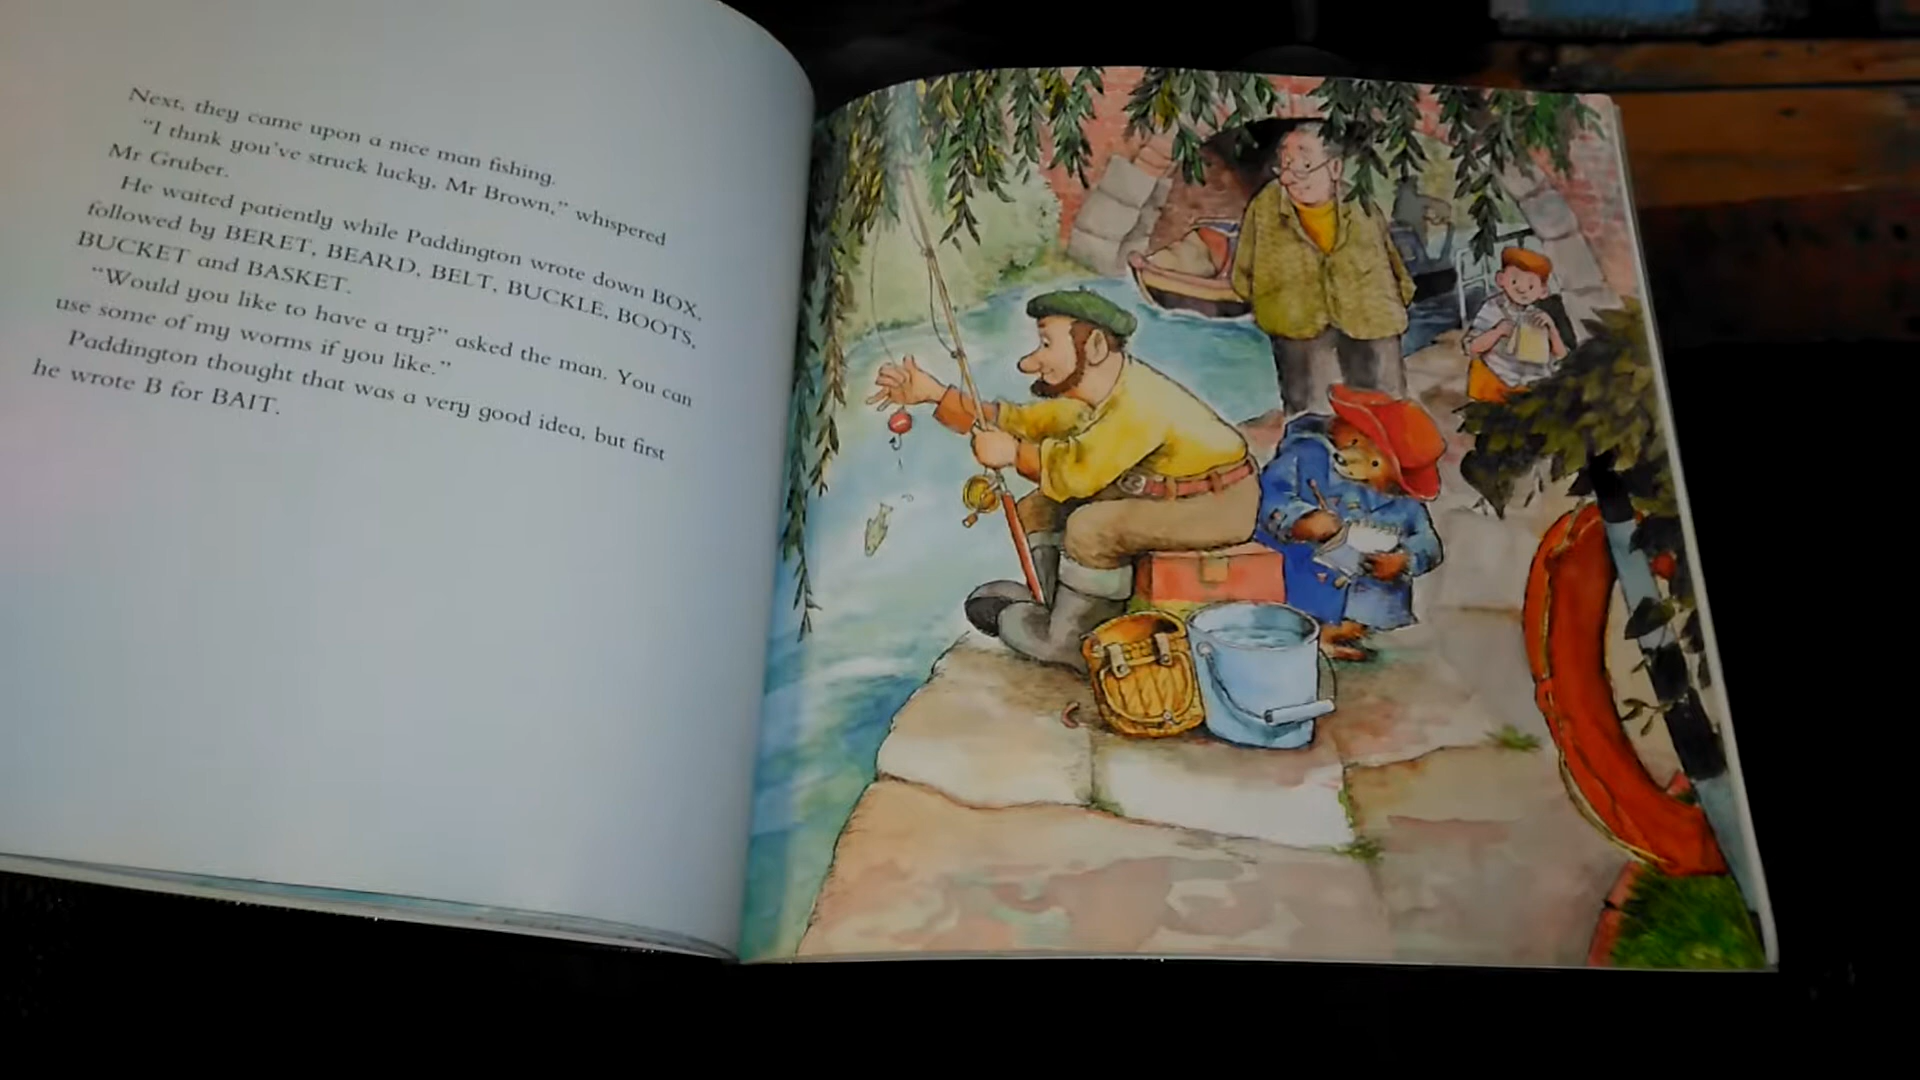 Next, they came upon a nice man fishing.
"I think you've struck lucky, Mr Brown," whispered
Mr Gruber.
He waited patiently while Paddington wrote down BOX,
followed by BERET, BEARD, BELT, BUCKLE, BOOTS,
BUCKET and BASKET.
"Would you like to have a try?" asked the man. You can
use some of my worms if you like."
Paddington thought that was a very good idea, but first
he wrote B for BAIT.